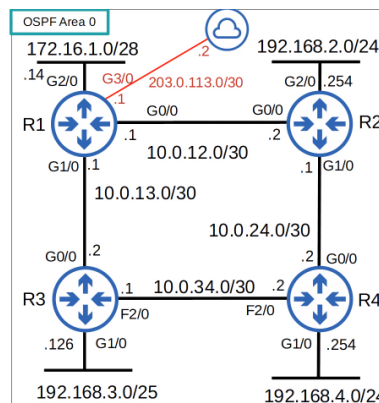 OSPF Area 0
172.16.1.0/28
.2
192.168.2.0/24
.14
G2/0
G3/0
203.0.113.0/30
G2/0
.254
.1
R1
G0/0
G0/0
R2
.1
.2
G1/0
.1
10.0.12.0/30
.1
G1/0
10.0.13.0/30
10.0.24.0/30
.2
.2
G0/0
G0/0
10.0.34.0/30
R3
.1
.2
R4
F2/0
F2/0
.126
G1/0
G1/0
.254
192.168.3.0/25
192.168.4.0/24